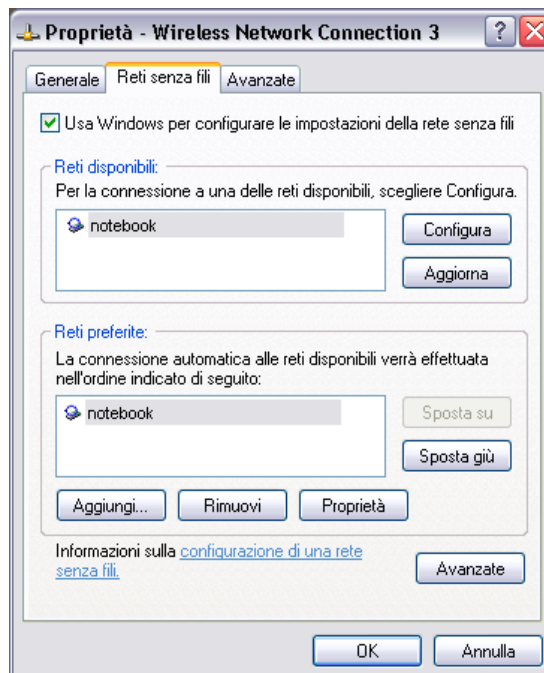 Proprietà - Wireless Network Connection 3
Generale
Reti senza fili
Avanzate
Usa Windows per configurare le impostazioni della rete senza fili
Reti disponibili:
Per la connessione a una delle reti disponibili, scegliere Configura.
notebook
Configura
Aggiorna
Reti preferite:
La connessione automatica alle reti disponibili verrà effettuata
nell'ordine indicato di seguito:
notebook
Sposta su
Sposta giù
Aggiungi...
Rimuovi
Proprietà
Informazioni sulla configurazione di una rete
senza fili.
Avanzate
OK
Annulla